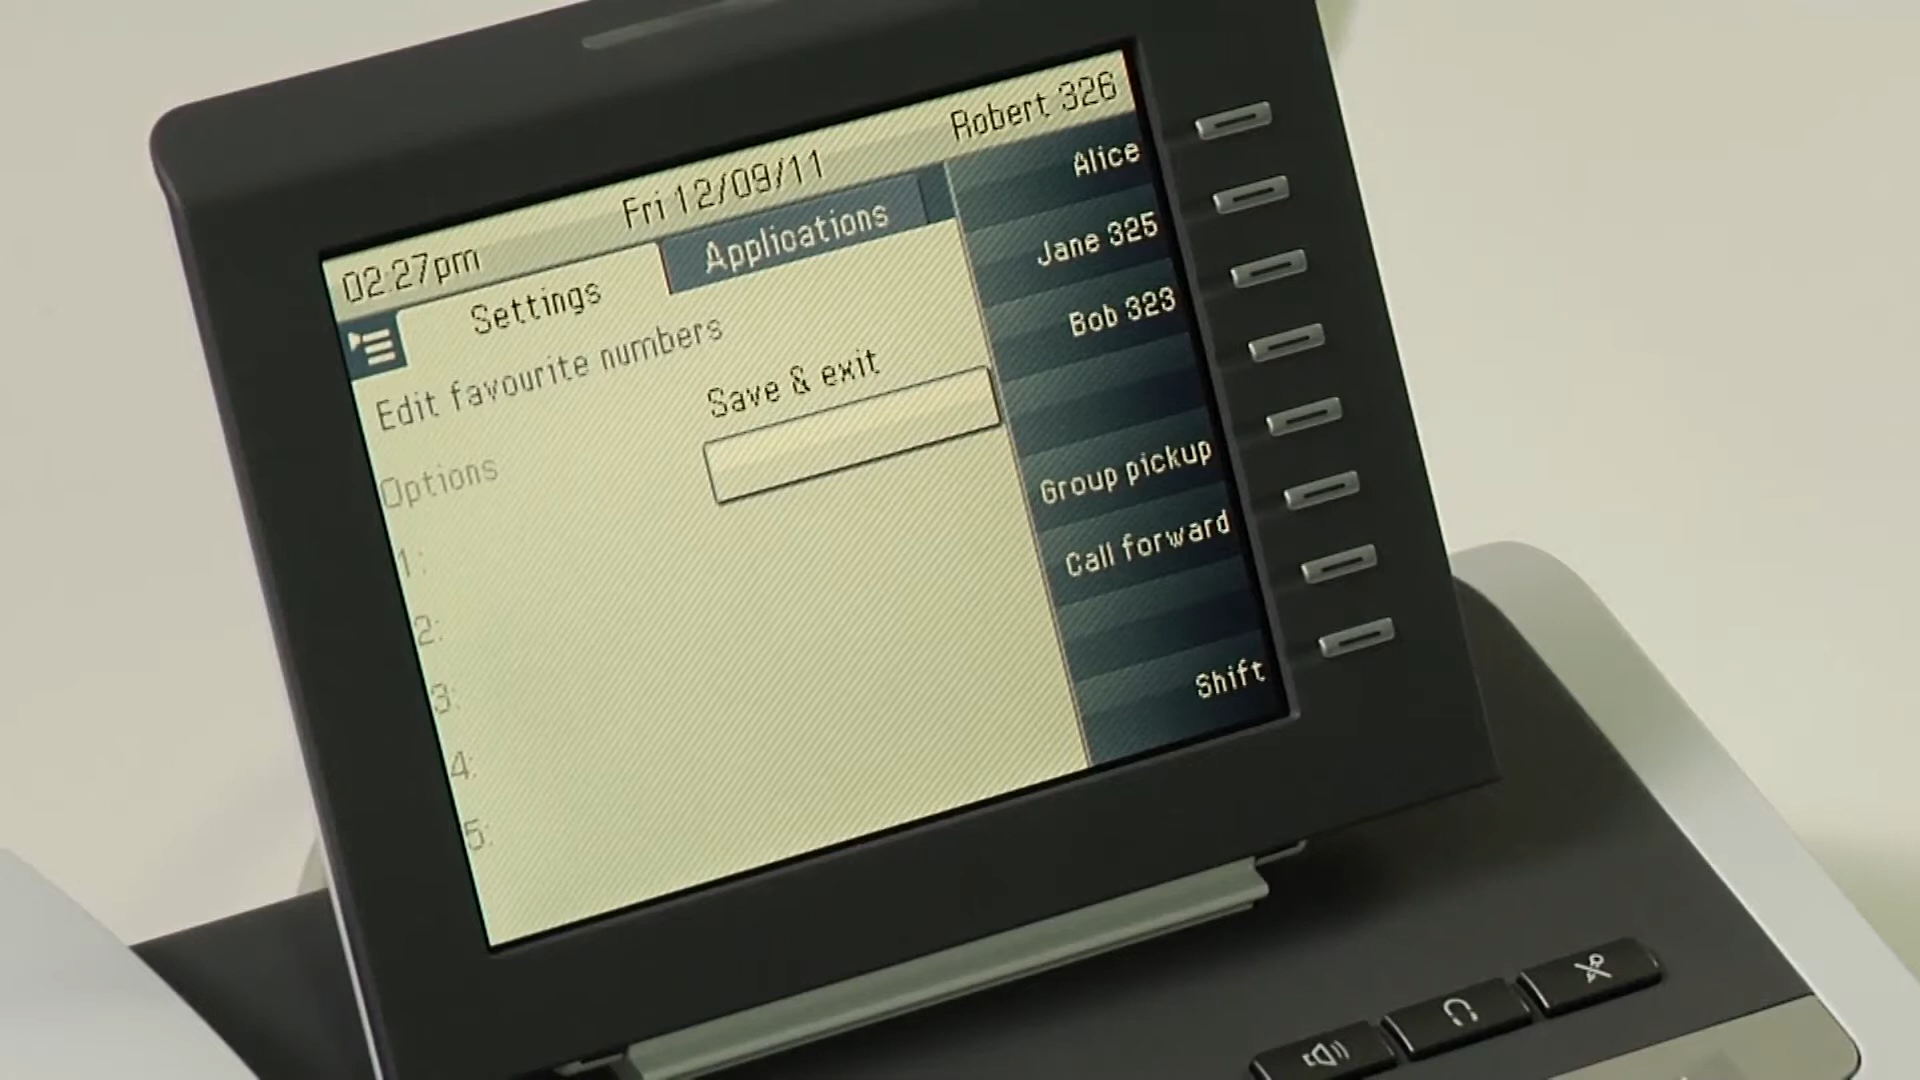 Robert 326
02:27pm Fri 12/09/11
Settings Applications
Edit favourite numbers
Save & exit
Options
1:
2:
3:
4:
5:
Alice
Jane 325
Bob 323
Group pickup
Call forward
Shift